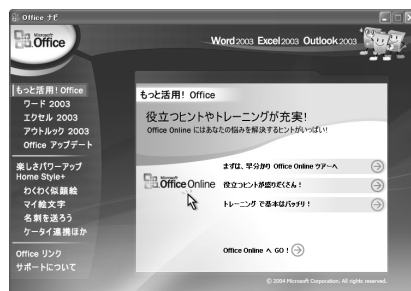 Office ナビ
Microsoft Office
Word 2003 Excel 2003 Outlook 2003
もっと活用! Office
ワード 2003
エクセル 2003
アウトルック 2003
Office アップデート
楽しさパワーアップ
Home Style+
わくわく似顔絵
マイ絵文字
名刺を送ろう
ケータイ連携ほか
Office リンク
サポートについて
もっと活用! Office
役立つヒントやトレーニングが充実!
Office Online にはあなたの悩みを解決するヒントがいっぱい!
Microsoft Office Online
まずは、早分かり Office Online ツアーへ
役立つヒントが盛りだくさん!
トレーニング で基本はバッチリ!
Office Online へ GO!
© 2004 Microsoft Corporation. All rights reserved.